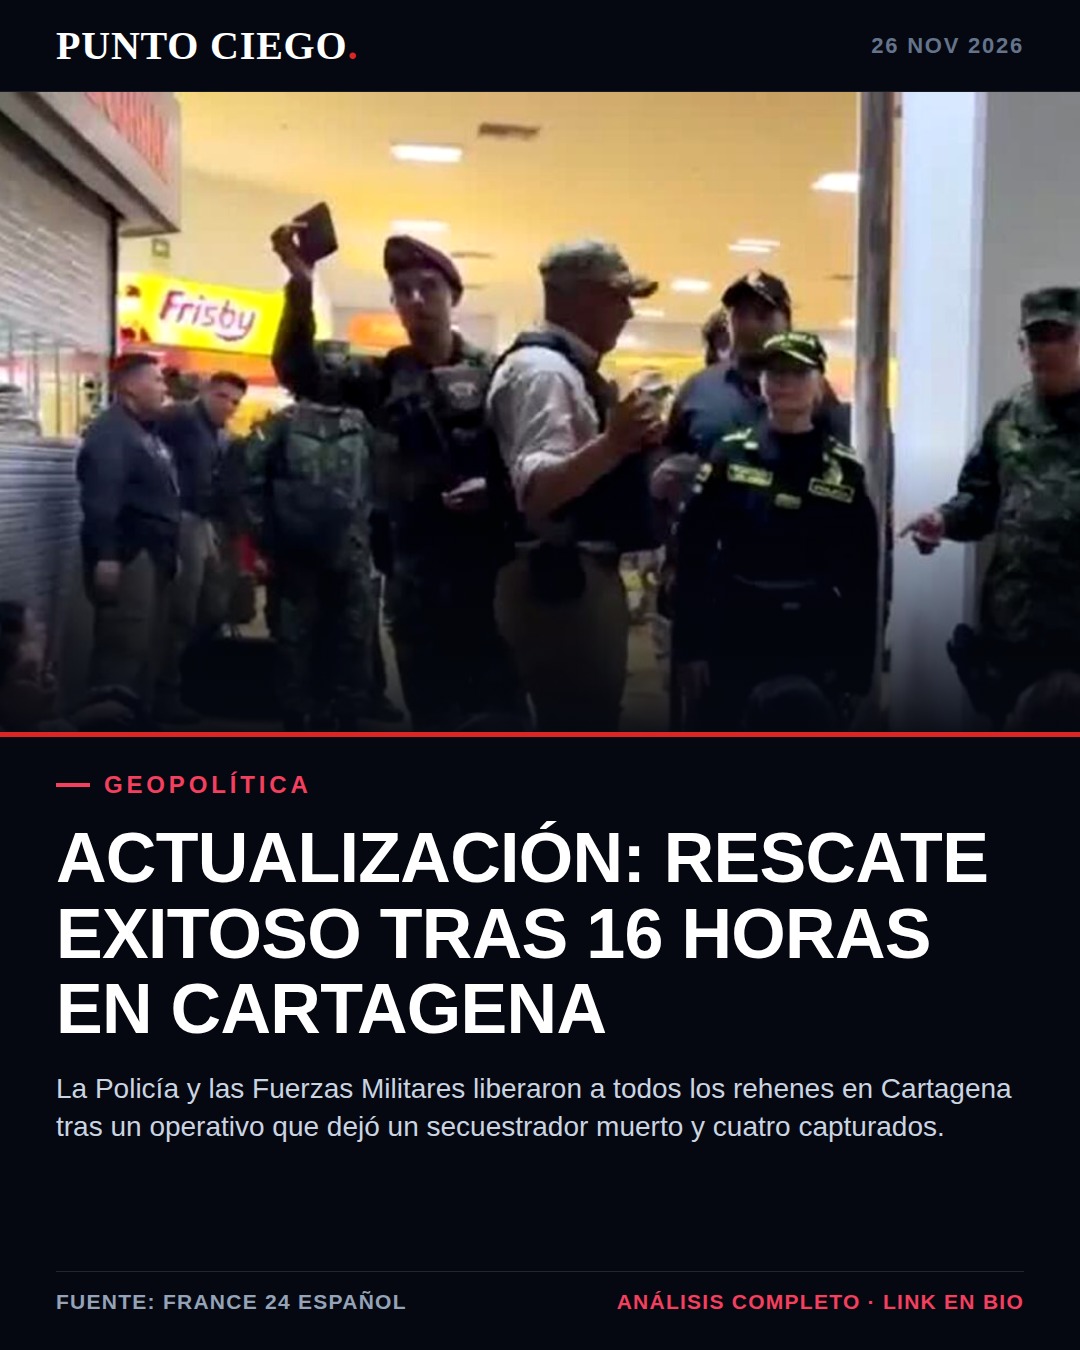 PUNTO CIEGO.
26 NOV 2026
Frisby
POLICÍA
GEOPOLÍTICA
ACTUALIZACIÓN: RESCATE
EXITOSO TRAS 16 HORAS
EN CARTAGENA
La Policía y las Fuerzas Militares liberaron a todos los rehenes en Cartagena
tras un operativo que dejó un secuestrador muerto y cuatro capturados.
FUENTE: FRANCE 24 ESPAÑOL
ANÁLISIS COMPLETO · LINK EN BIO